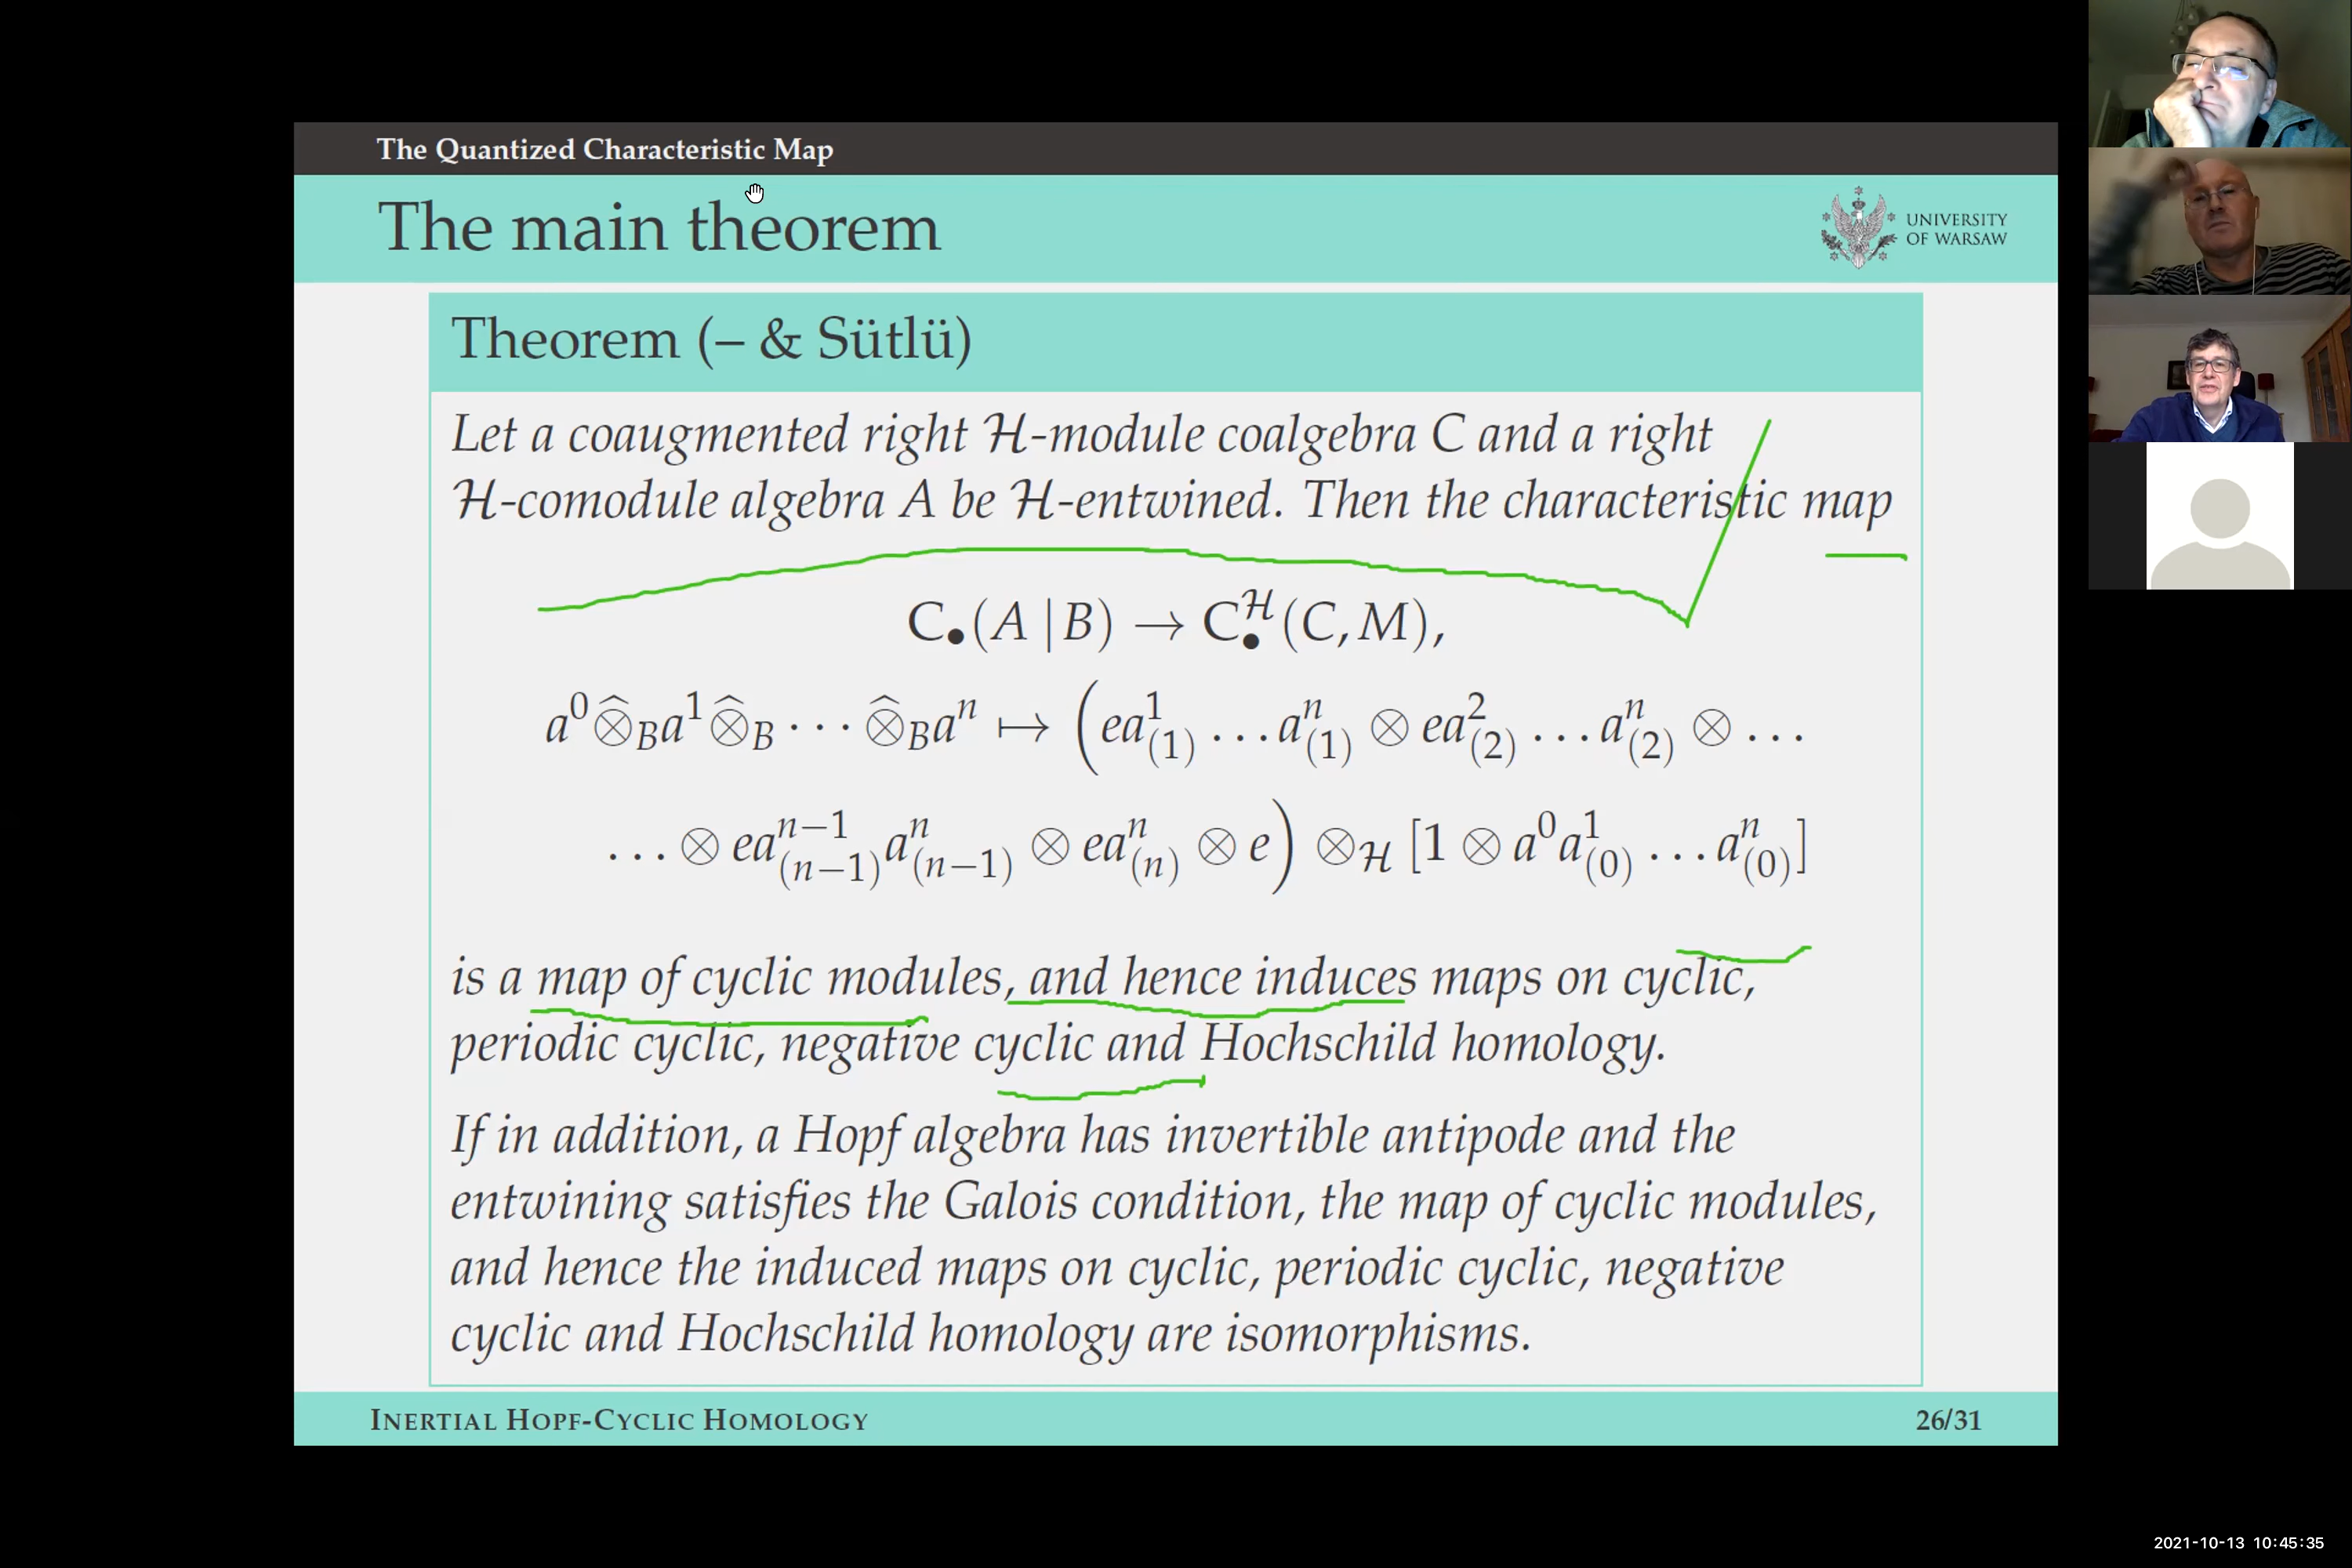 The Quantized Characteristic Map
The main theorem
UNIVERSITY
OF WARSAW
Theorem (– & Sütlü)
Let a coaugmented right ℋ-module coalgebra C and a right
ℋ-comodule algebra A be ℋ-entwined. Then the characteristic map
C_•(A | B) → C_•^ℋ(C, M),
a^0 \widehat{⊗}_B a^1 \widehat{⊗}_B ⋯ \widehat{⊗}_B a^n ↦ (ea^1_{(1)} … a^n_{(1)} ⊗ ea^2_{(2)} … a^n_{(2)} ⊗ …
… ⊗ ea^{n−1}_{(n−1)} a^n_{(n−1)} ⊗ ea^n_{(n)} ⊗ e) ⊗_ℋ [1 ⊗ a^0 a^1_{(0)} … a^n_{(0)}]
is a map of cyclic modules, and hence induces maps on cyclic,
periodic cyclic, negative cyclic and Hochschild homology.
If in addition, a Hopf algebra has invertible antipode and the
entwining satisfies the Galois condition, the map of cyclic modules,
and hence the induced maps on cyclic, periodic cyclic, negative
cyclic and Hochschild homology are isomorphisms.
INERTIAL HOPF-CYCLIC HOMOLOGY
26/31
2021-10-13 10:45:35